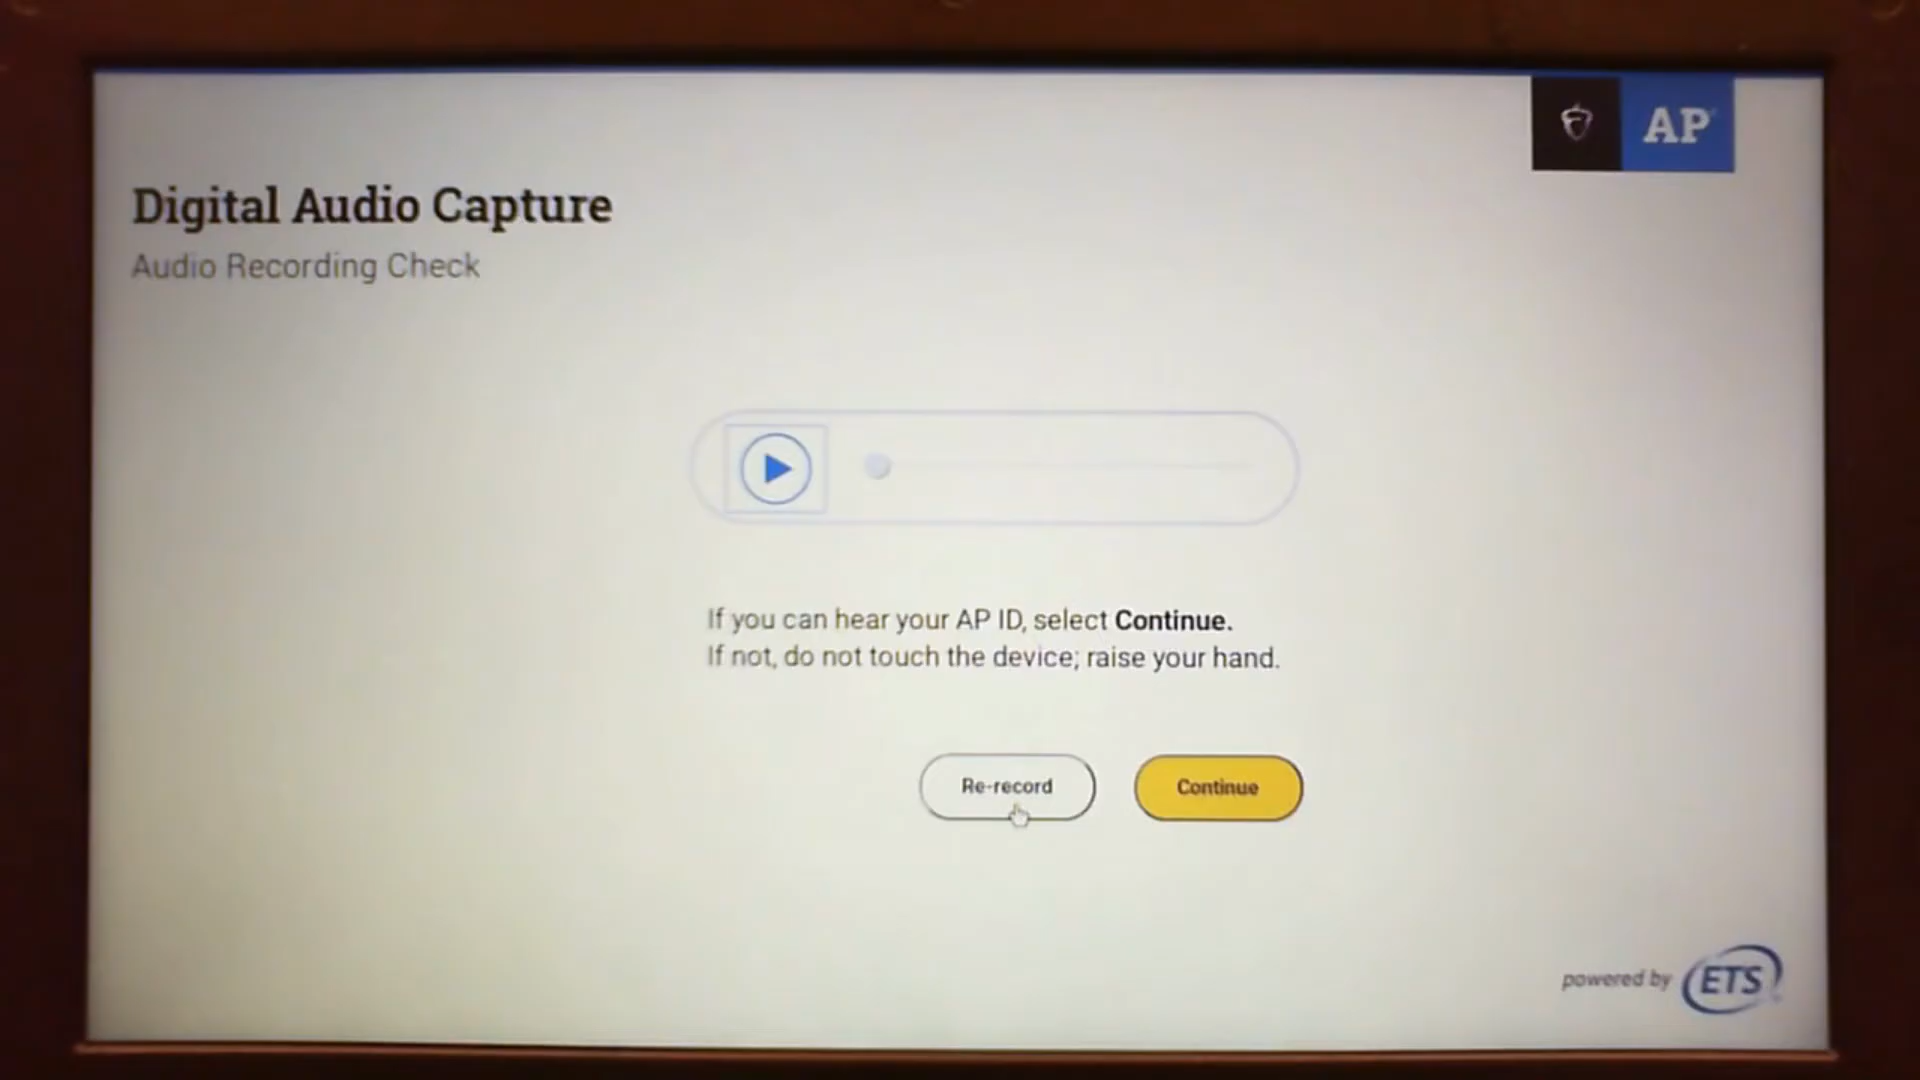 AP
Digital Audio Capture
Audio Recording Check
If you can hear your AP ID, select Continue.
If not, do not touch the device; raise your hand.
Re-record
Continue
powered by ETS